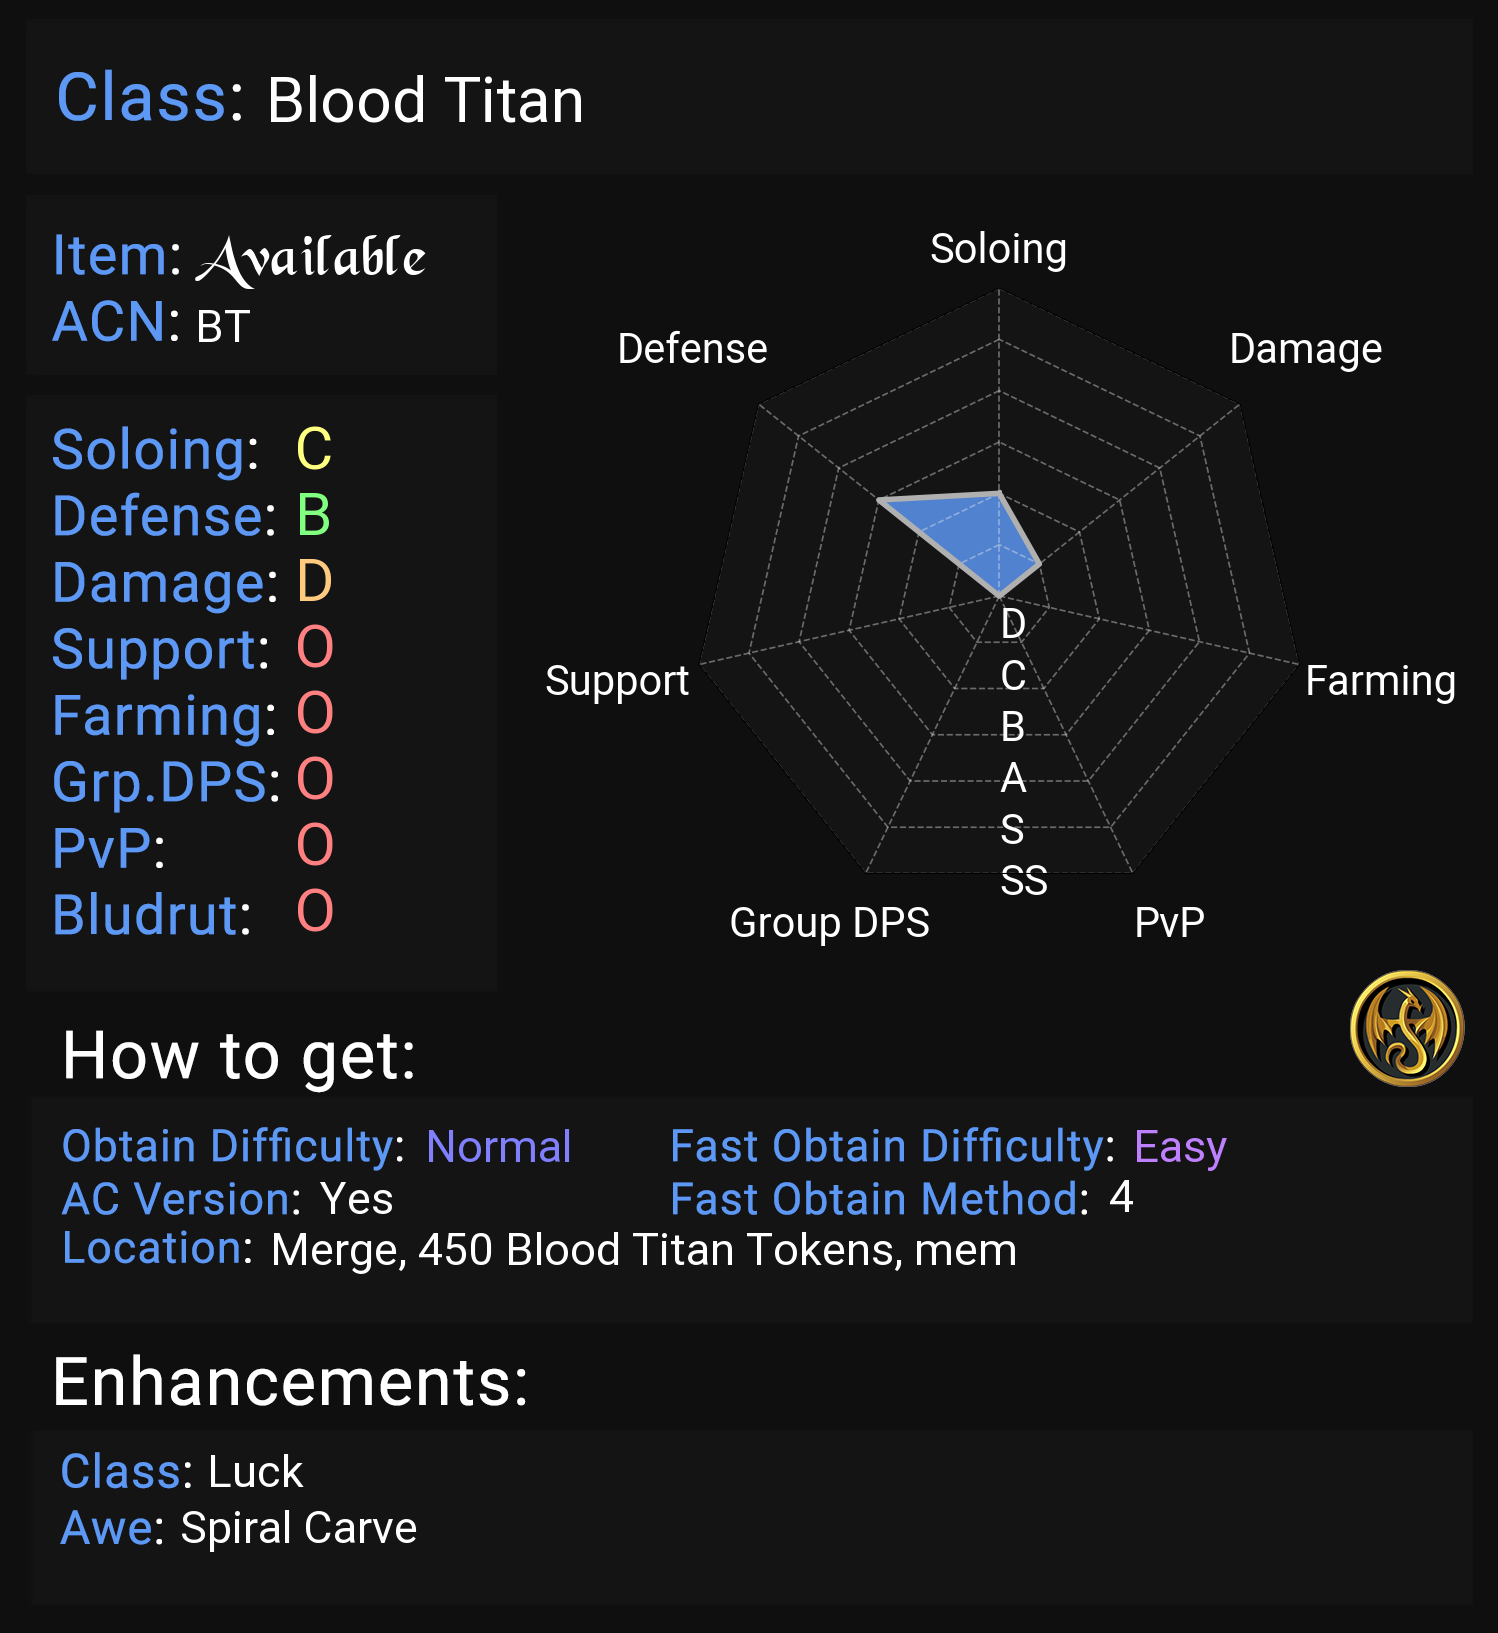 Class: Blood Titan
Item: Available
ACN: BT
Soloing: C
Defense: B
Damage: D
Support: O
Farming: O
Grp.DPS: O
PvP: O
Bludrut: O
Soloing
Defense
Damage
Support
Farming
D
C
B
A
S
SS
Group DPS
PvP
How to get:
Obtain Difficulty: Normal
Fast Obtain Difficulty: Easy
AC Version: Yes
Fast Obtain Method: 4
Location: Merge, 450 Blood Titan Tokens, mem
Enhancements:
Class: Luck
Awe: Spiral Carve